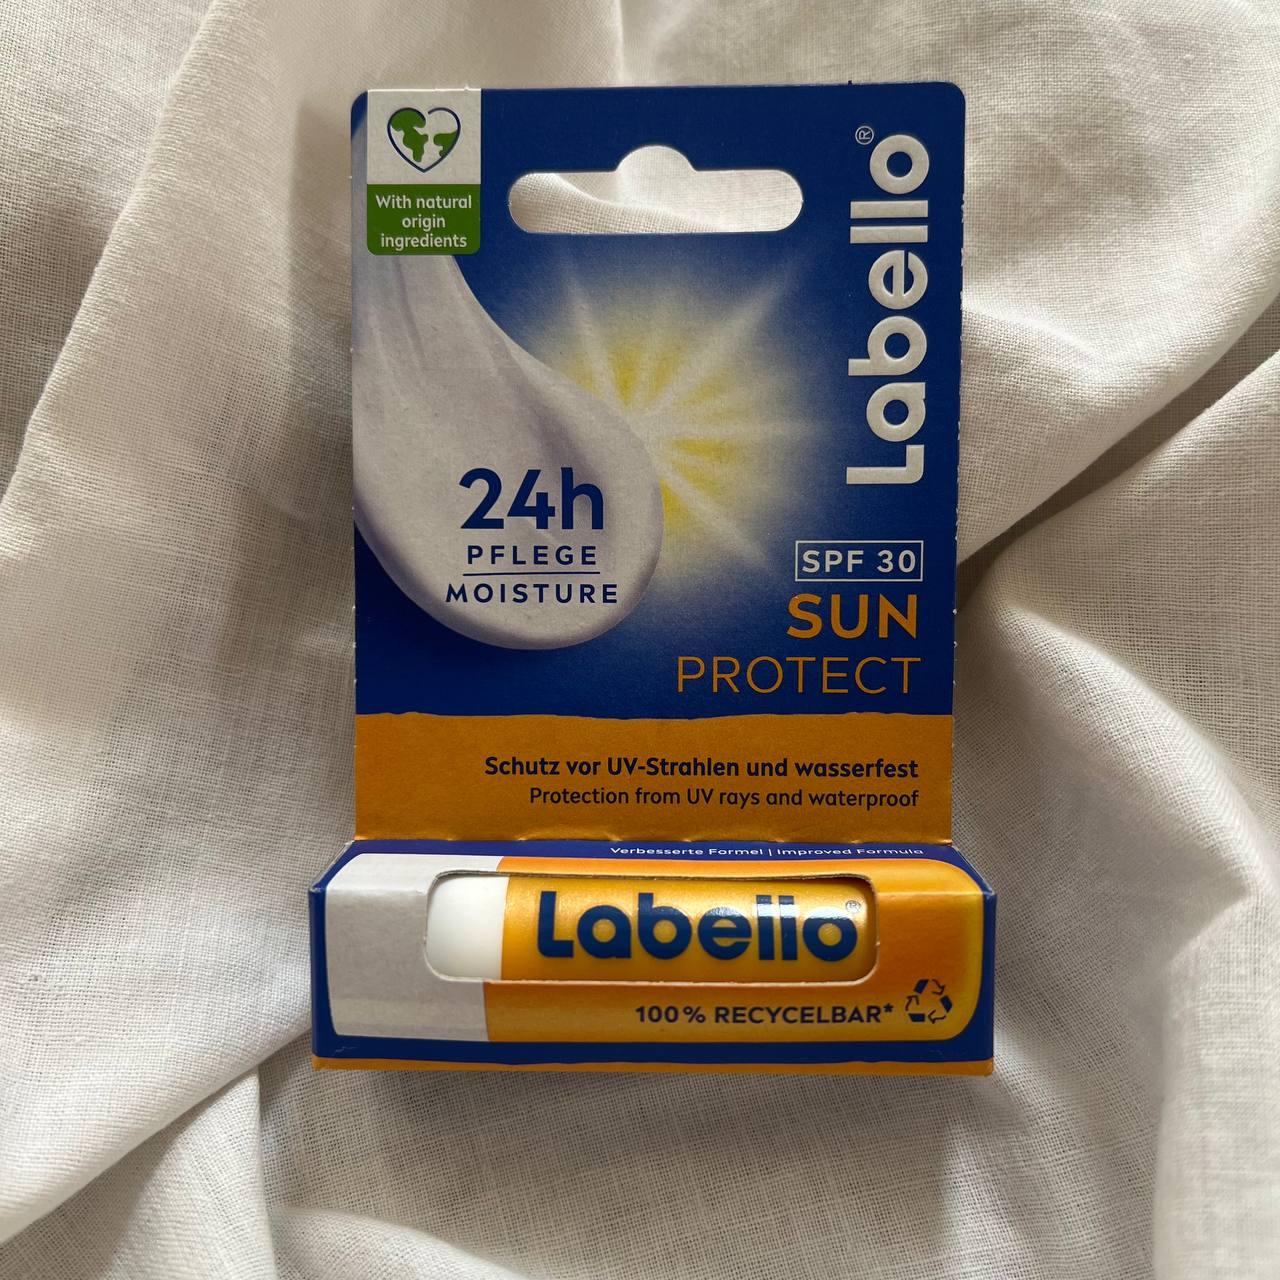 With natural
origin
ingredients
Labello®
24h
PFLEGE
MOISTURE
SPF 30
SUN
PROTECT
Schutz vor UV-Strahlen und wasserfest
Protection from UV rays and waterproof
Verbesserte Formel | Improved Formula
Labello®
100% RECYCELBAR*